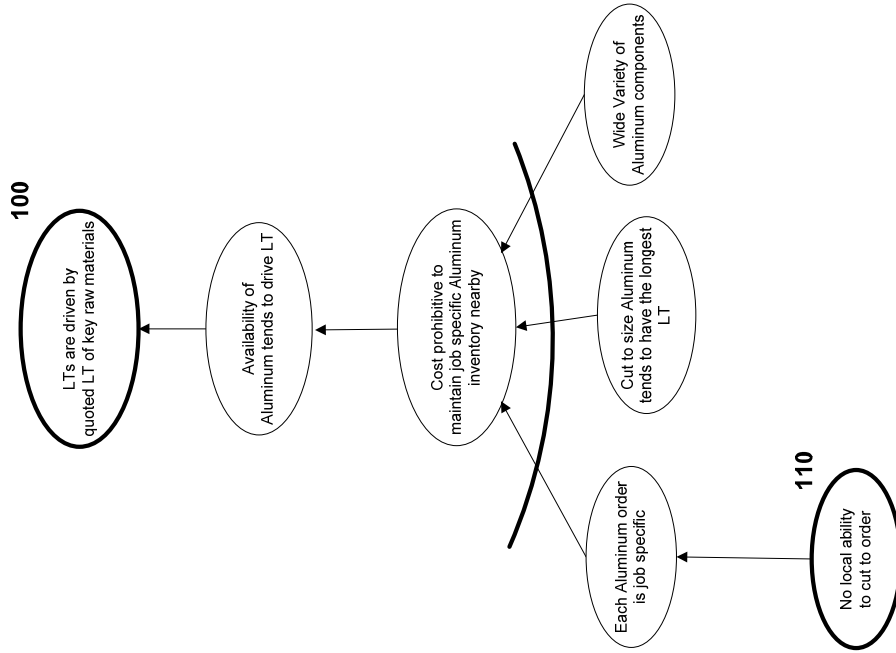 100
LTs are driven by
quoted LT of key raw materials
Availability of
Aluminum tends to drive LT
Cost prohibitive to
maintain job specific Aluminum
inventory nearby
Each Aluminum order
is job specific
Cut to size Aluminum
tends to have the longest
LT
Wide Variety of
Aluminum components
110
No local ability
to cut to order